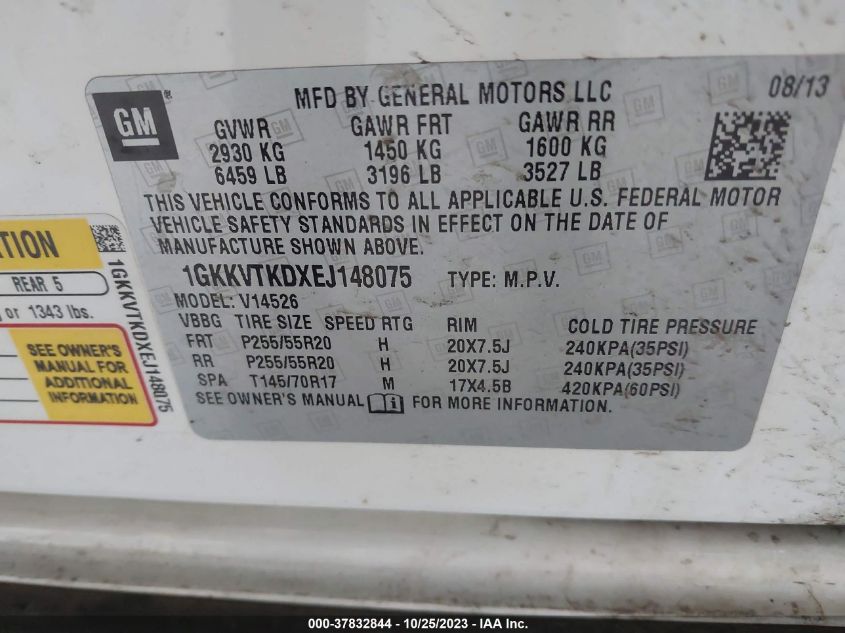 GM
MFD BY GENERAL MOTORS LLC
08/13
GVWR GAWR FRT GAWR RR
2930 KG 1450 KG 1600 KG
6459 LB 3196 LB 3527 LB
THIS VEHICLE CONFORMS TO ALL APPLICABLE U.S. FEDERAL MOTOR
VEHICLE SAFETY STANDARDS IN EFFECT ON THE DATE OF
MANUFACTURE SHOWN ABOVE.
1GKKVTKDXEJ148075 TYPE: M.P.V.
MODEL: V14526
VBBG TIRE SIZE SPEED RTG RIM COLD TIRE PRESSURE
FRT P255/55R20 H 20X7.5J 240KPA(35PSI)
RR P255/55R20 H 20X7.5J 240KPA(35PSI)
SPA T145/70R17 M 17X4.5B 420KPA(60PSI)
SEE OWNER'S MANUAL FOR MORE INFORMATION.
REAR 5
or 1343 lbs.
SEE OWNER'S
MANUAL FOR
ADDITIONAL
INFORMATION
1GKKVTKDXEJ148075
000-37832844 - 10/25/2023 - IAA Inc.